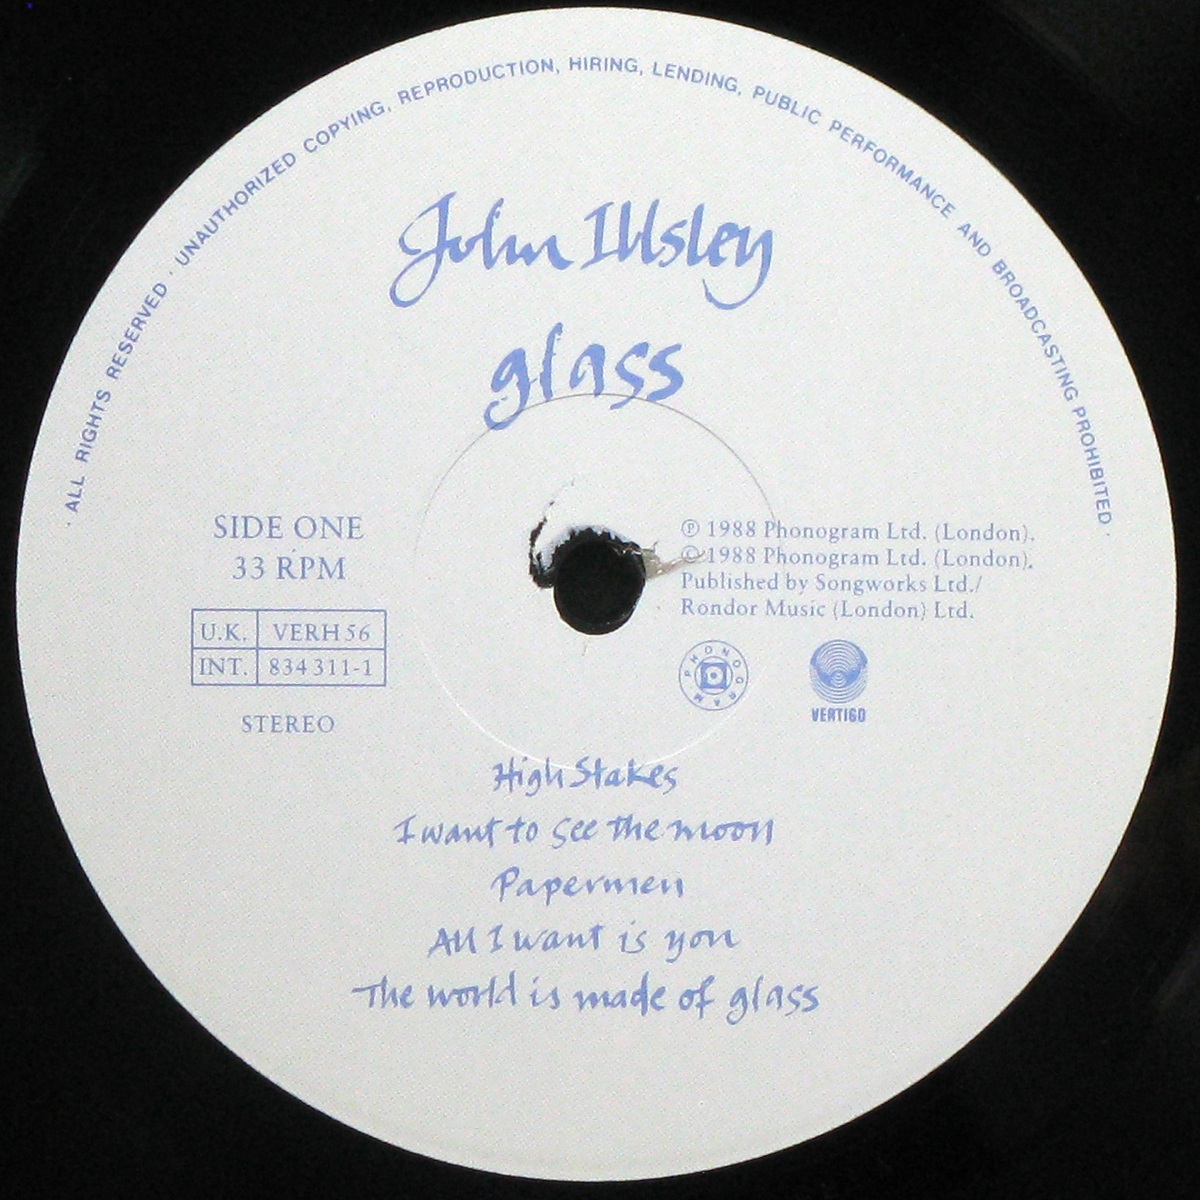 · ALL RIGHTS RESERVED · UNAUTHORIZED COPYING, REPRODUCTION, HIRING, LENDING, PUBLIC PERFORMANCE AND BROADCASTING PROHIBITED ·
John Illsley
glass
SIDE ONE
33 RPM
U.K. VERH 56
INT. 834 311-1
STEREO
℗ 1988 Phonogram Ltd. (London).
© 1988 Phonogram Ltd. (London).
Published by Songworks Ltd./
Rondor Music (London) Ltd.
PHONOGRAM
VERTIGO
High Stakes
I want to see the moon
Papermen
All I want is you
The world is made of glass